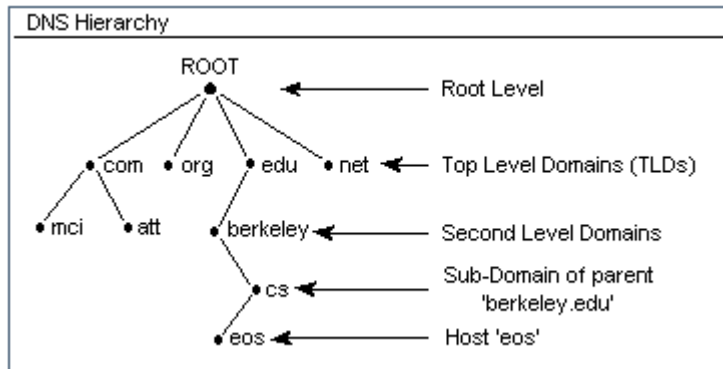 DNS Hierarchy
ROOT
Root Level
com
org
edu
net
Top Level Domains (TLDs)
mci
att
berkeley
Second Level Domains
cs
Sub-Domain of parent
'berkeley.edu'
eos
Host 'eos'